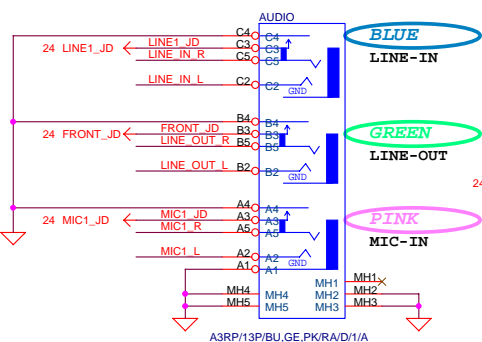 AUDIO
C4 C4 BLUE
24 LINE1_JD LINE1_JD C3 C3
LINE_IN_R C5 C5 LINE-IN
LINE_IN_L C2 C2
GND
B4 B4
24 FRONT_JD FRONT_JD B3 B3 GREEN
LINE_OUT_R B5 B5 LINE-OUT
LINE_OUT_L B2 B2
GND
24
A4 A4
24 MIC1_JD MIC1_JD A3 A3 PINK
MIC1_R A5 A5 MIC-IN
MIC1_L A2 A2
GND
A1 A1
MH1 MH1
MH4 MH4 MH2 MH2
MH5 MH5 MH3 MH3
A3RP/13P/BU,GE,PK/RA/D/1/A